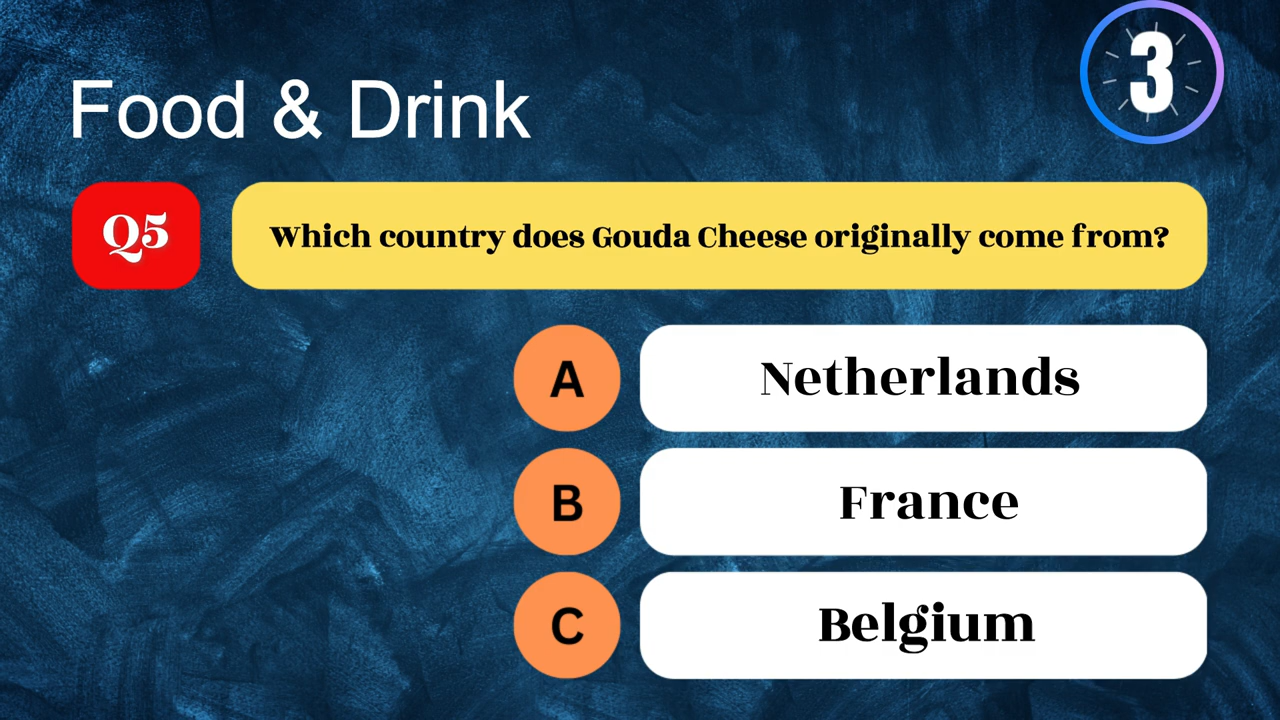 Food & Drink
3
Q5
Which country does Gouda Cheese originally come from?
A
Netherlands
B
France
C
Belgium